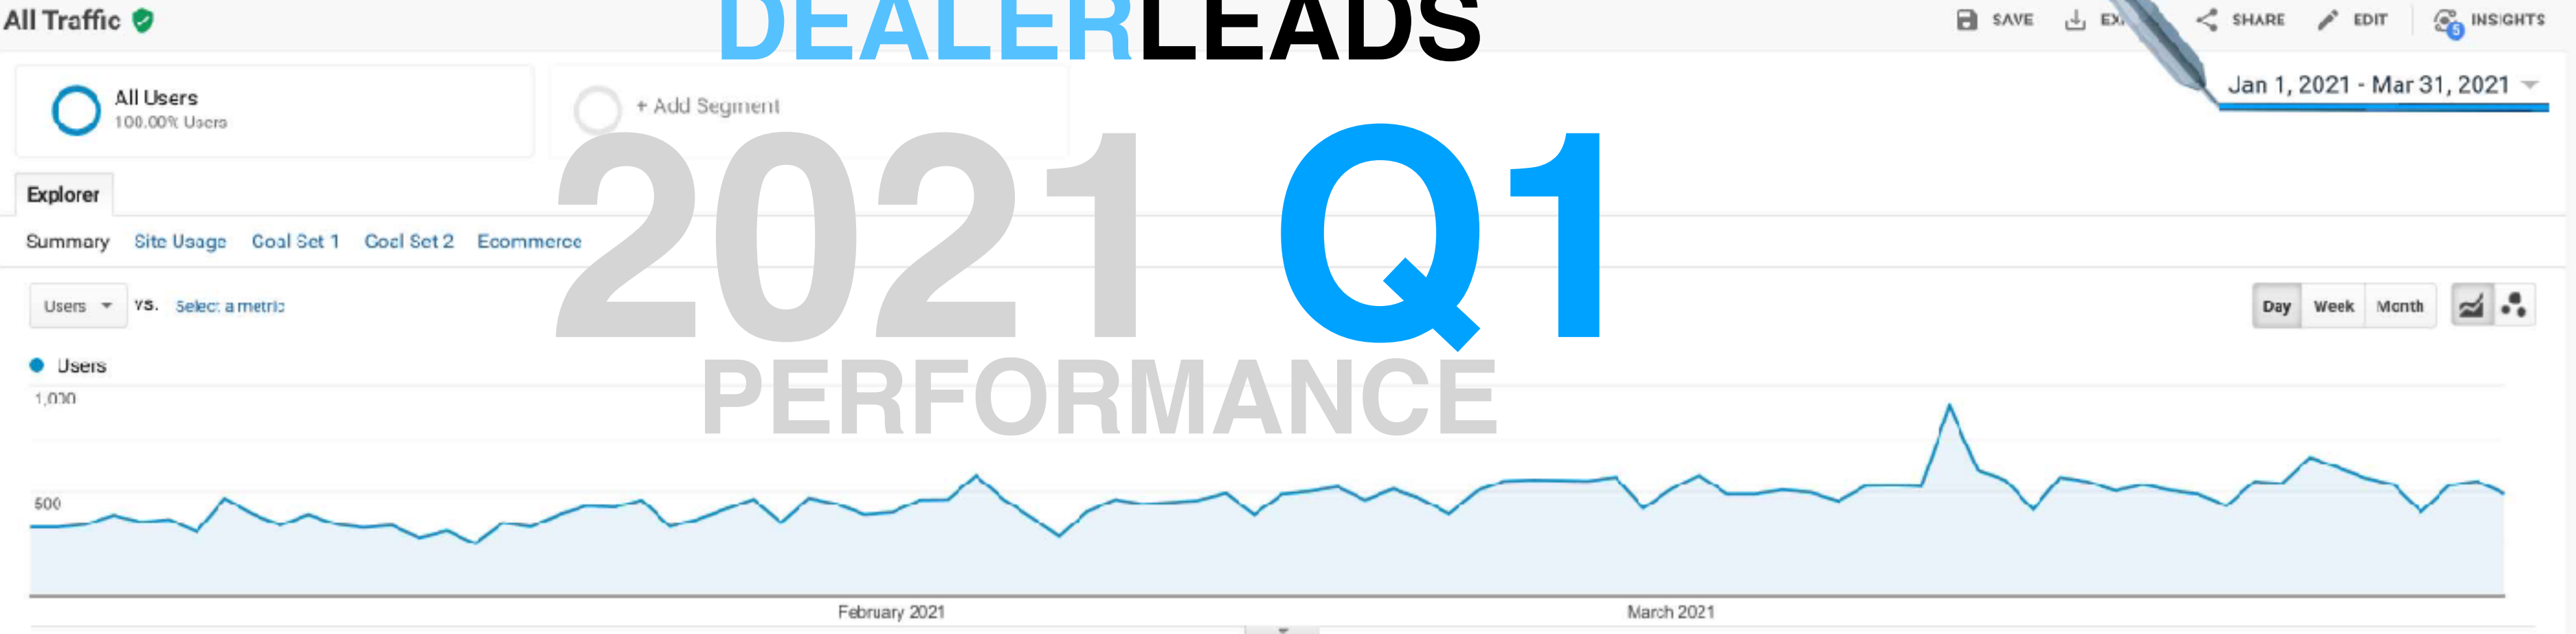 All Traffic
DEALERLEADS
SAVE
SHARE
EDIT
5
INSIGHTS
All Users
100.00% Users
+ Add Segment
Jan 1, 2021 - Mar 31, 2021
2021 Q1
Explorer
Summary Site Usage Goal Set 1 Goal Set 2 Ecommerce
Users VS. Select a metric
Day Week Month
Users
PERFORMANCE
1,000
500
February 2021 March 2021